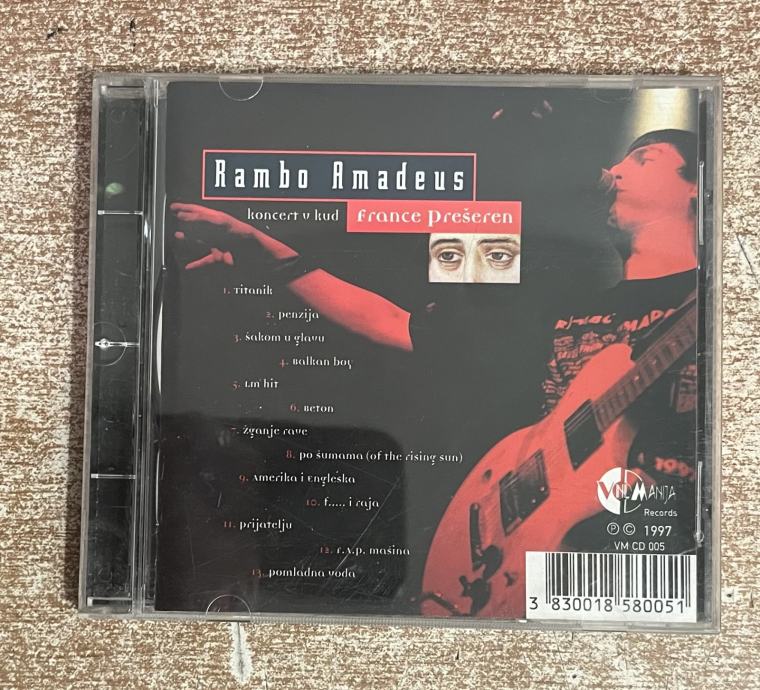 Rambo Amadeus
koncert v kud france prešeren
1. Titanik
2. penzija
3. šakom u glavu
4. Balkan boy
5. LM hit
6. Beton
7. žganje rave
8. po šumama (of the rising sun)
9. Amerika i Engleska
10. f..... i raja
11. prijatelju
12. F.A.P. mašina
13. pomladna voda
VINILMANIJA
Records
Ⓟ © 1997
VM CD 005
3 830018 580051